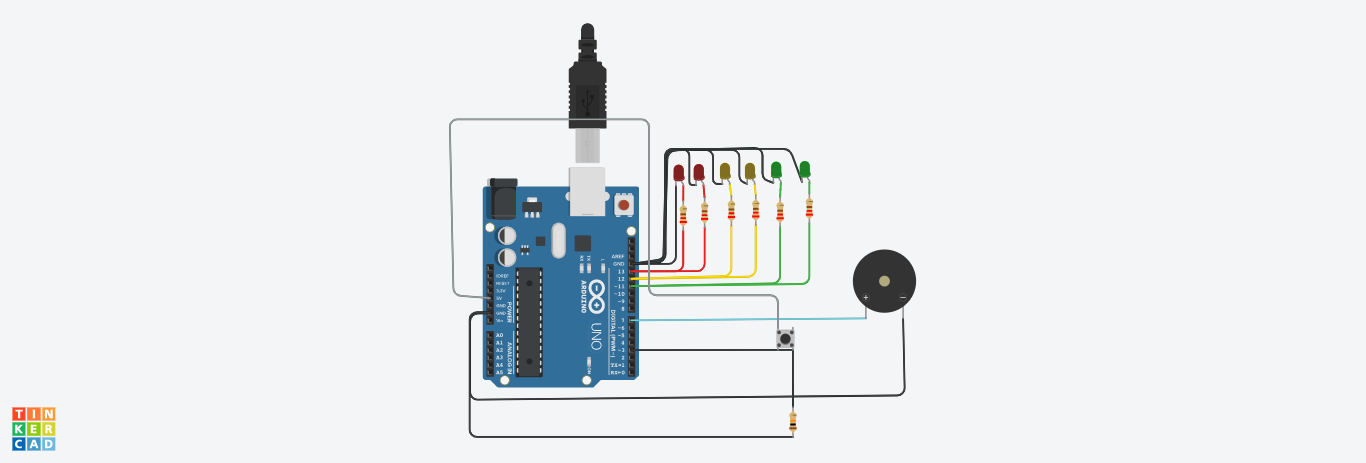 AREF
GND
13
12
~11
~10
~9
8
7
~6
~5
4
~3
2
TX→1
RX←0
DIGITAL (PWM~)
TX
RX
L
ON
ARDUINO
UNO
IOREF
RESET
3.3V
5V
GND
GND
Vin
POWER
A0
A1
A2
A3
A4
A5
ANALOG IN
+
−
TIN
KER
CAD